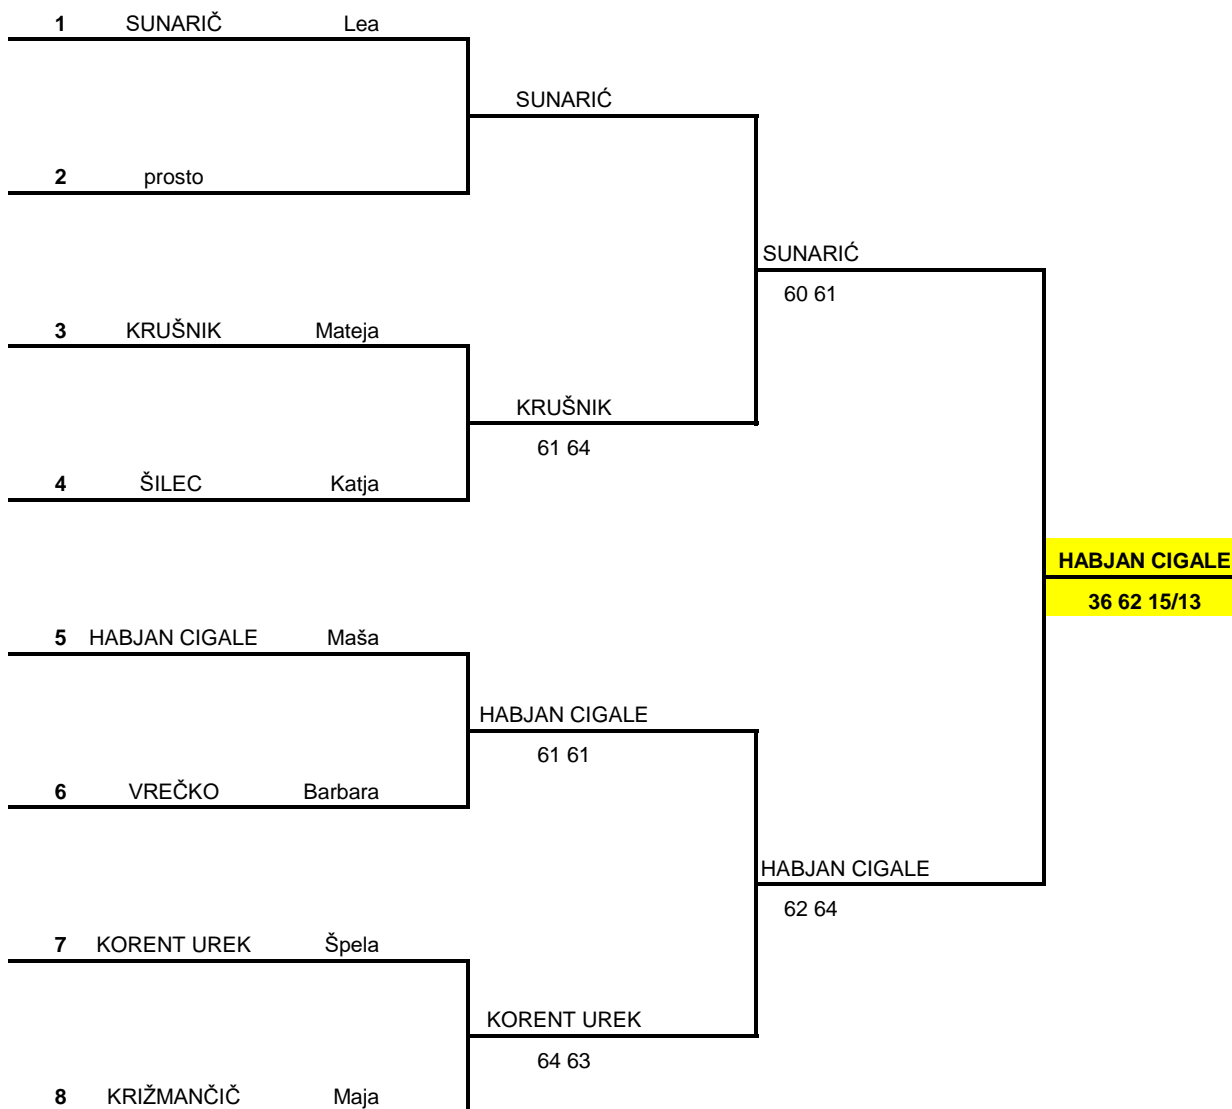 1 SUNARIČ Lea
SUNARIĆ
2 prosto
SUNARIĆ
60 61
3 KRUŠNIK Mateja
KRUŠNIK
61 64
4 ŠILEC Katja
HABJAN CIGALE
36 62 15/13
5 HABJAN CIGALE Maša
HABJAN CIGALE
61 61
6 VREČKO Barbara
HABJAN CIGALE
62 64
7 KORENT UREK Špela
KORENT UREK
64 63
8 KRIŽMANČIČ Maja